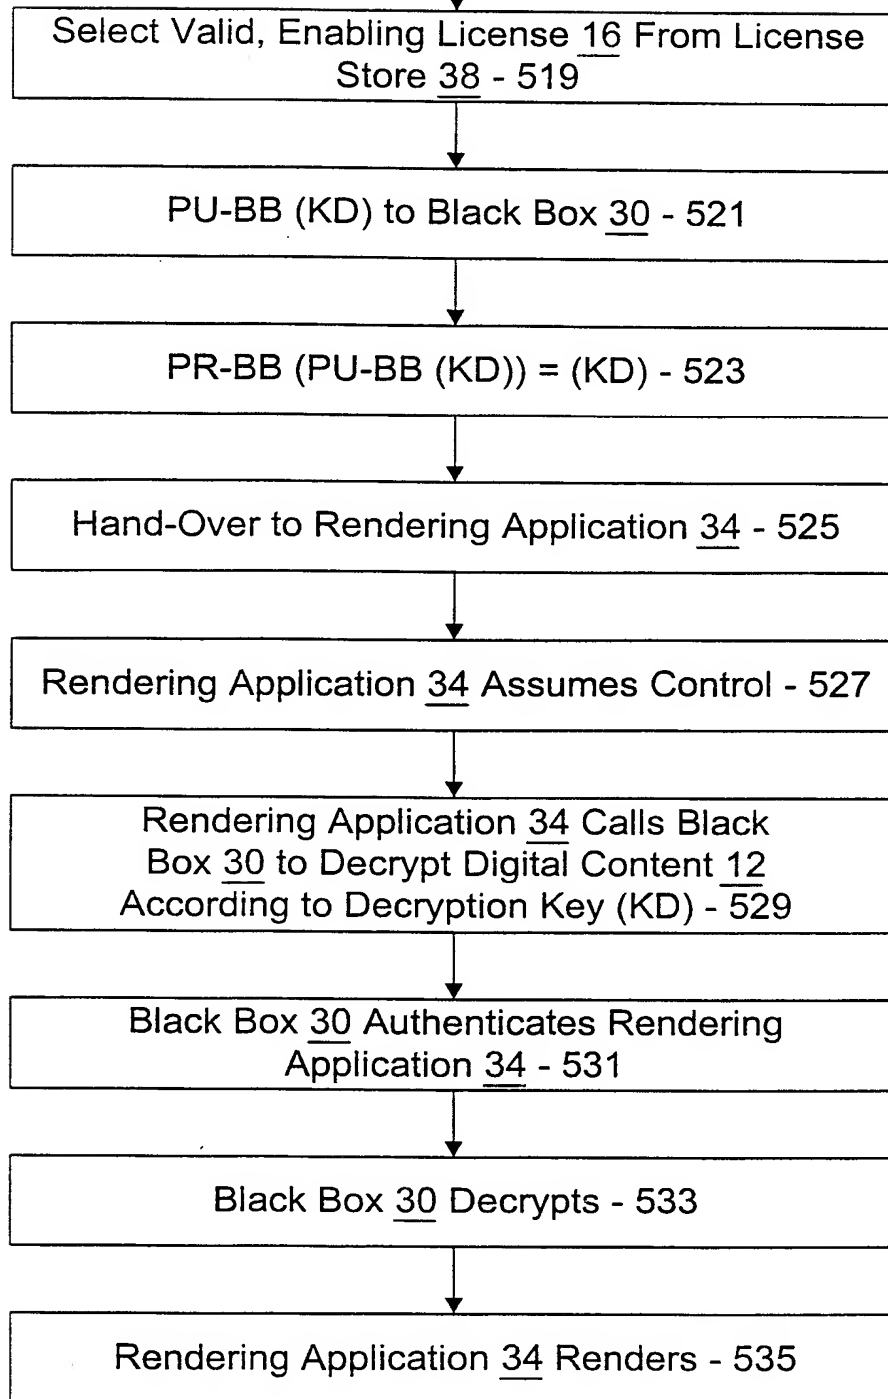 Select Valid, Enabling License 16 From License
Store 38 - 519
PU-BB (KD) to Black Box 30 - 521
PR-BB (PU-BB (KD)) = (KD) - 523
Hand-Over to Rendering Application 34 - 525
Rendering Application 34 Assumes Control - 527
Rendering Application 34 Calls Black
Box 30 to Decrypt Digital Content 12
According to Decryption Key (KD) - 529
Black Box 30 Authenticates Rendering
Application 34 - 531
Black Box 30 Decrypts - 533
Rendering Application 34 Renders - 535